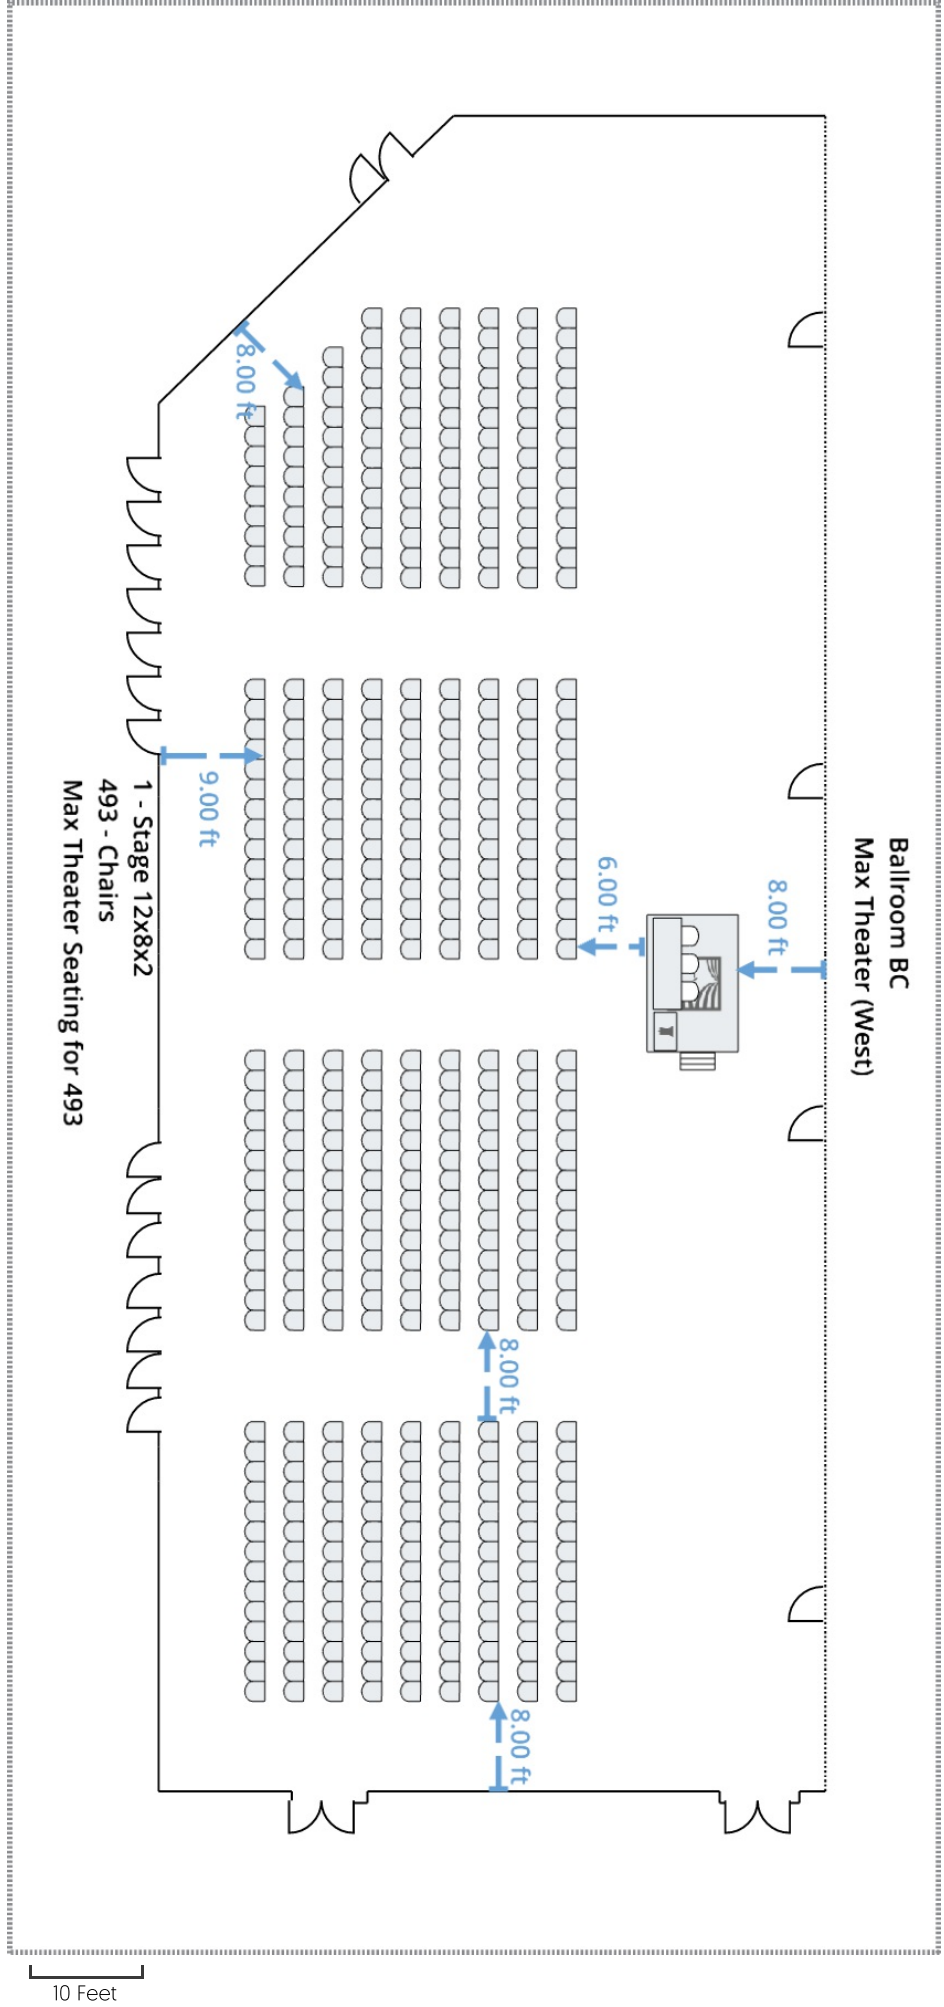 Ballroom BC
Max Theater (West)
8.00 ft
6.00 ft
8.00 ft
9.00 ft
8.00 ft
8.00 ft
1 - Stage 12x8x2
493 - Chairs
Max Theater Seating for 493
10 Feet